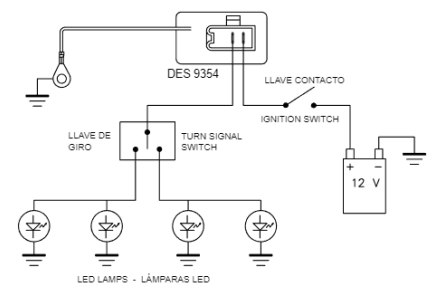 DES 9354
LLAVE CONTACTO
IGNITION SWITCH
LLAVE DE
GIRO
TURN SIGNAL
SWITCH
+ –
12 V
LED LAMPS - LÁMPARAS LED